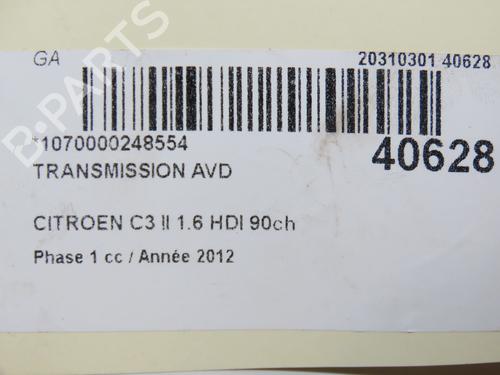 GA 20310301 40628
*1070000248554 40628
TRANSMISSION AVD
CITROEN C3 II 1.6 HDI 90ch
Phase 1 cc / Année 2012
B-PARTS